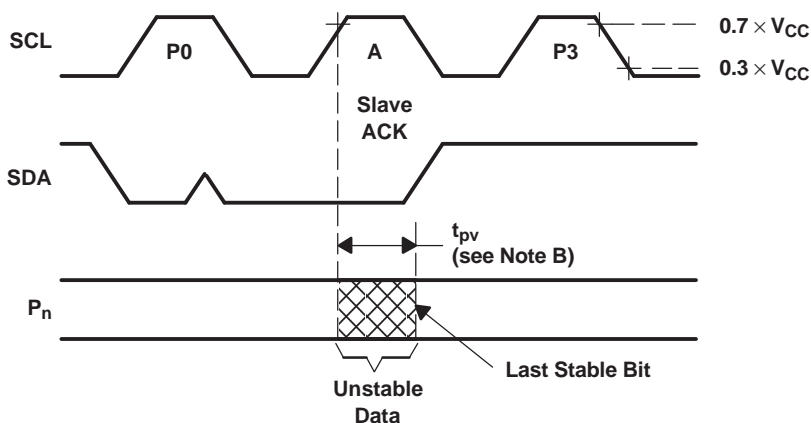 SCL
P0
A
P3
0.7 × VCC
0.3 × VCC
Slave
ACK
SDA
tpv
(see Note B)
Pn
Last Stable Bit
Unstable
Data